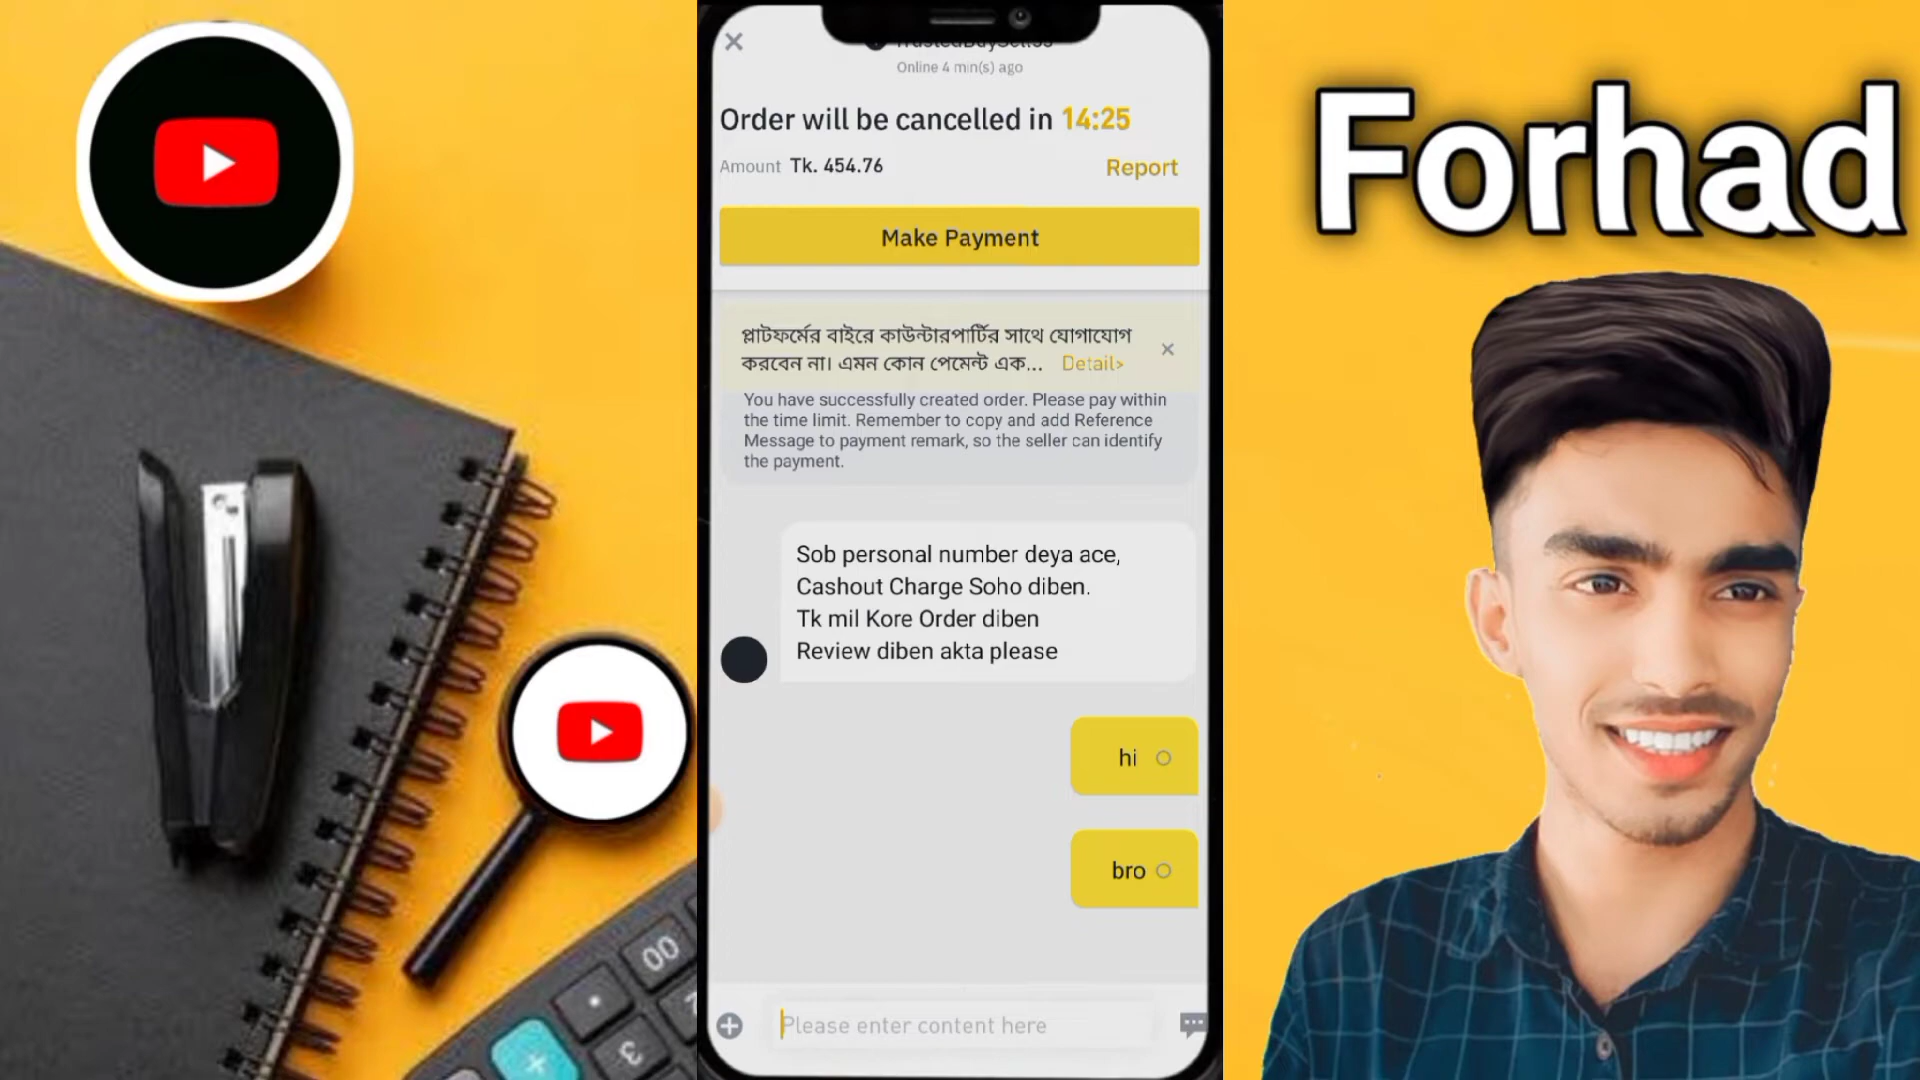 Online 4 min(s) ago
Order will be cancelled in 14:25
Amount Tk. 454.76
Report
Make Payment
প্লাটফর্মের বাইরে কাউন্টারপার্টির সাথে যোগাযোগ
করবেন না। এমন কোন পেমেন্ট এক... Detail>
You have successfully created order. Please pay within
the time limit. Remember to copy and add Reference
Message to payment remark, so the seller can identify
the payment.
Sob personal number deya ace,
Cashout Charge Soho diben.
Tk mil Kore Order diben
Review diben akta please
hi
bro
Please enter content here
Forhad
00
3